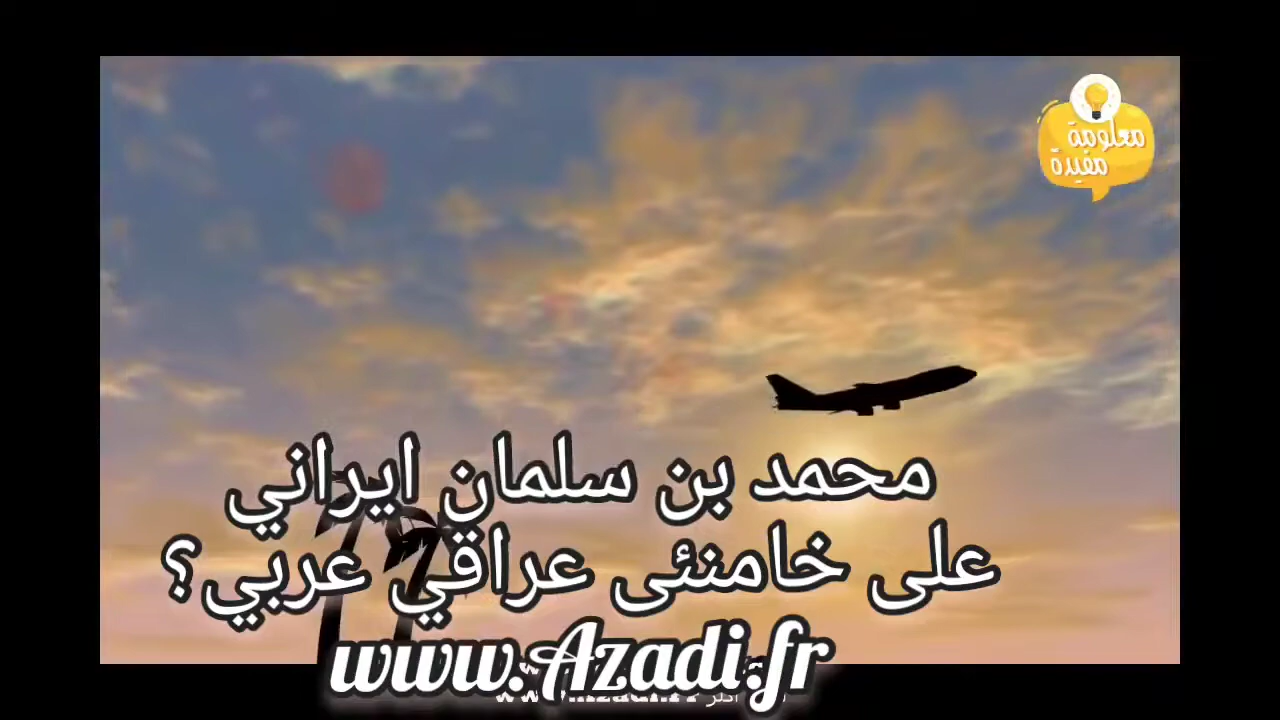 معلومة
مفيدة
محمد بن سلمان ايراني
على خامنئى عراقي عربي؟
www.Azadi.fr